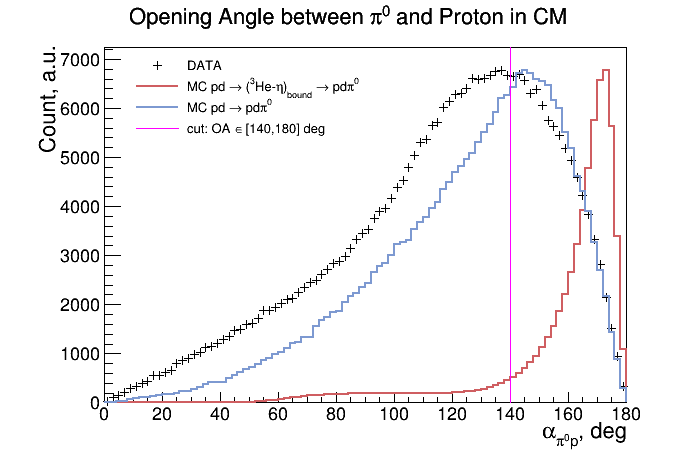 Opening Angle between π⁰ and Proton in CM
Count, a.u.
7000
6000
5000
4000
3000
2000
1000
0
DATA
MC pd → (³He-η)bound → pdπ⁰
MC pd → pdπ⁰
cut: OA ∈ [140,180] deg
0 20 40 60 80 100 120 140 160 180
απ⁰p, deg